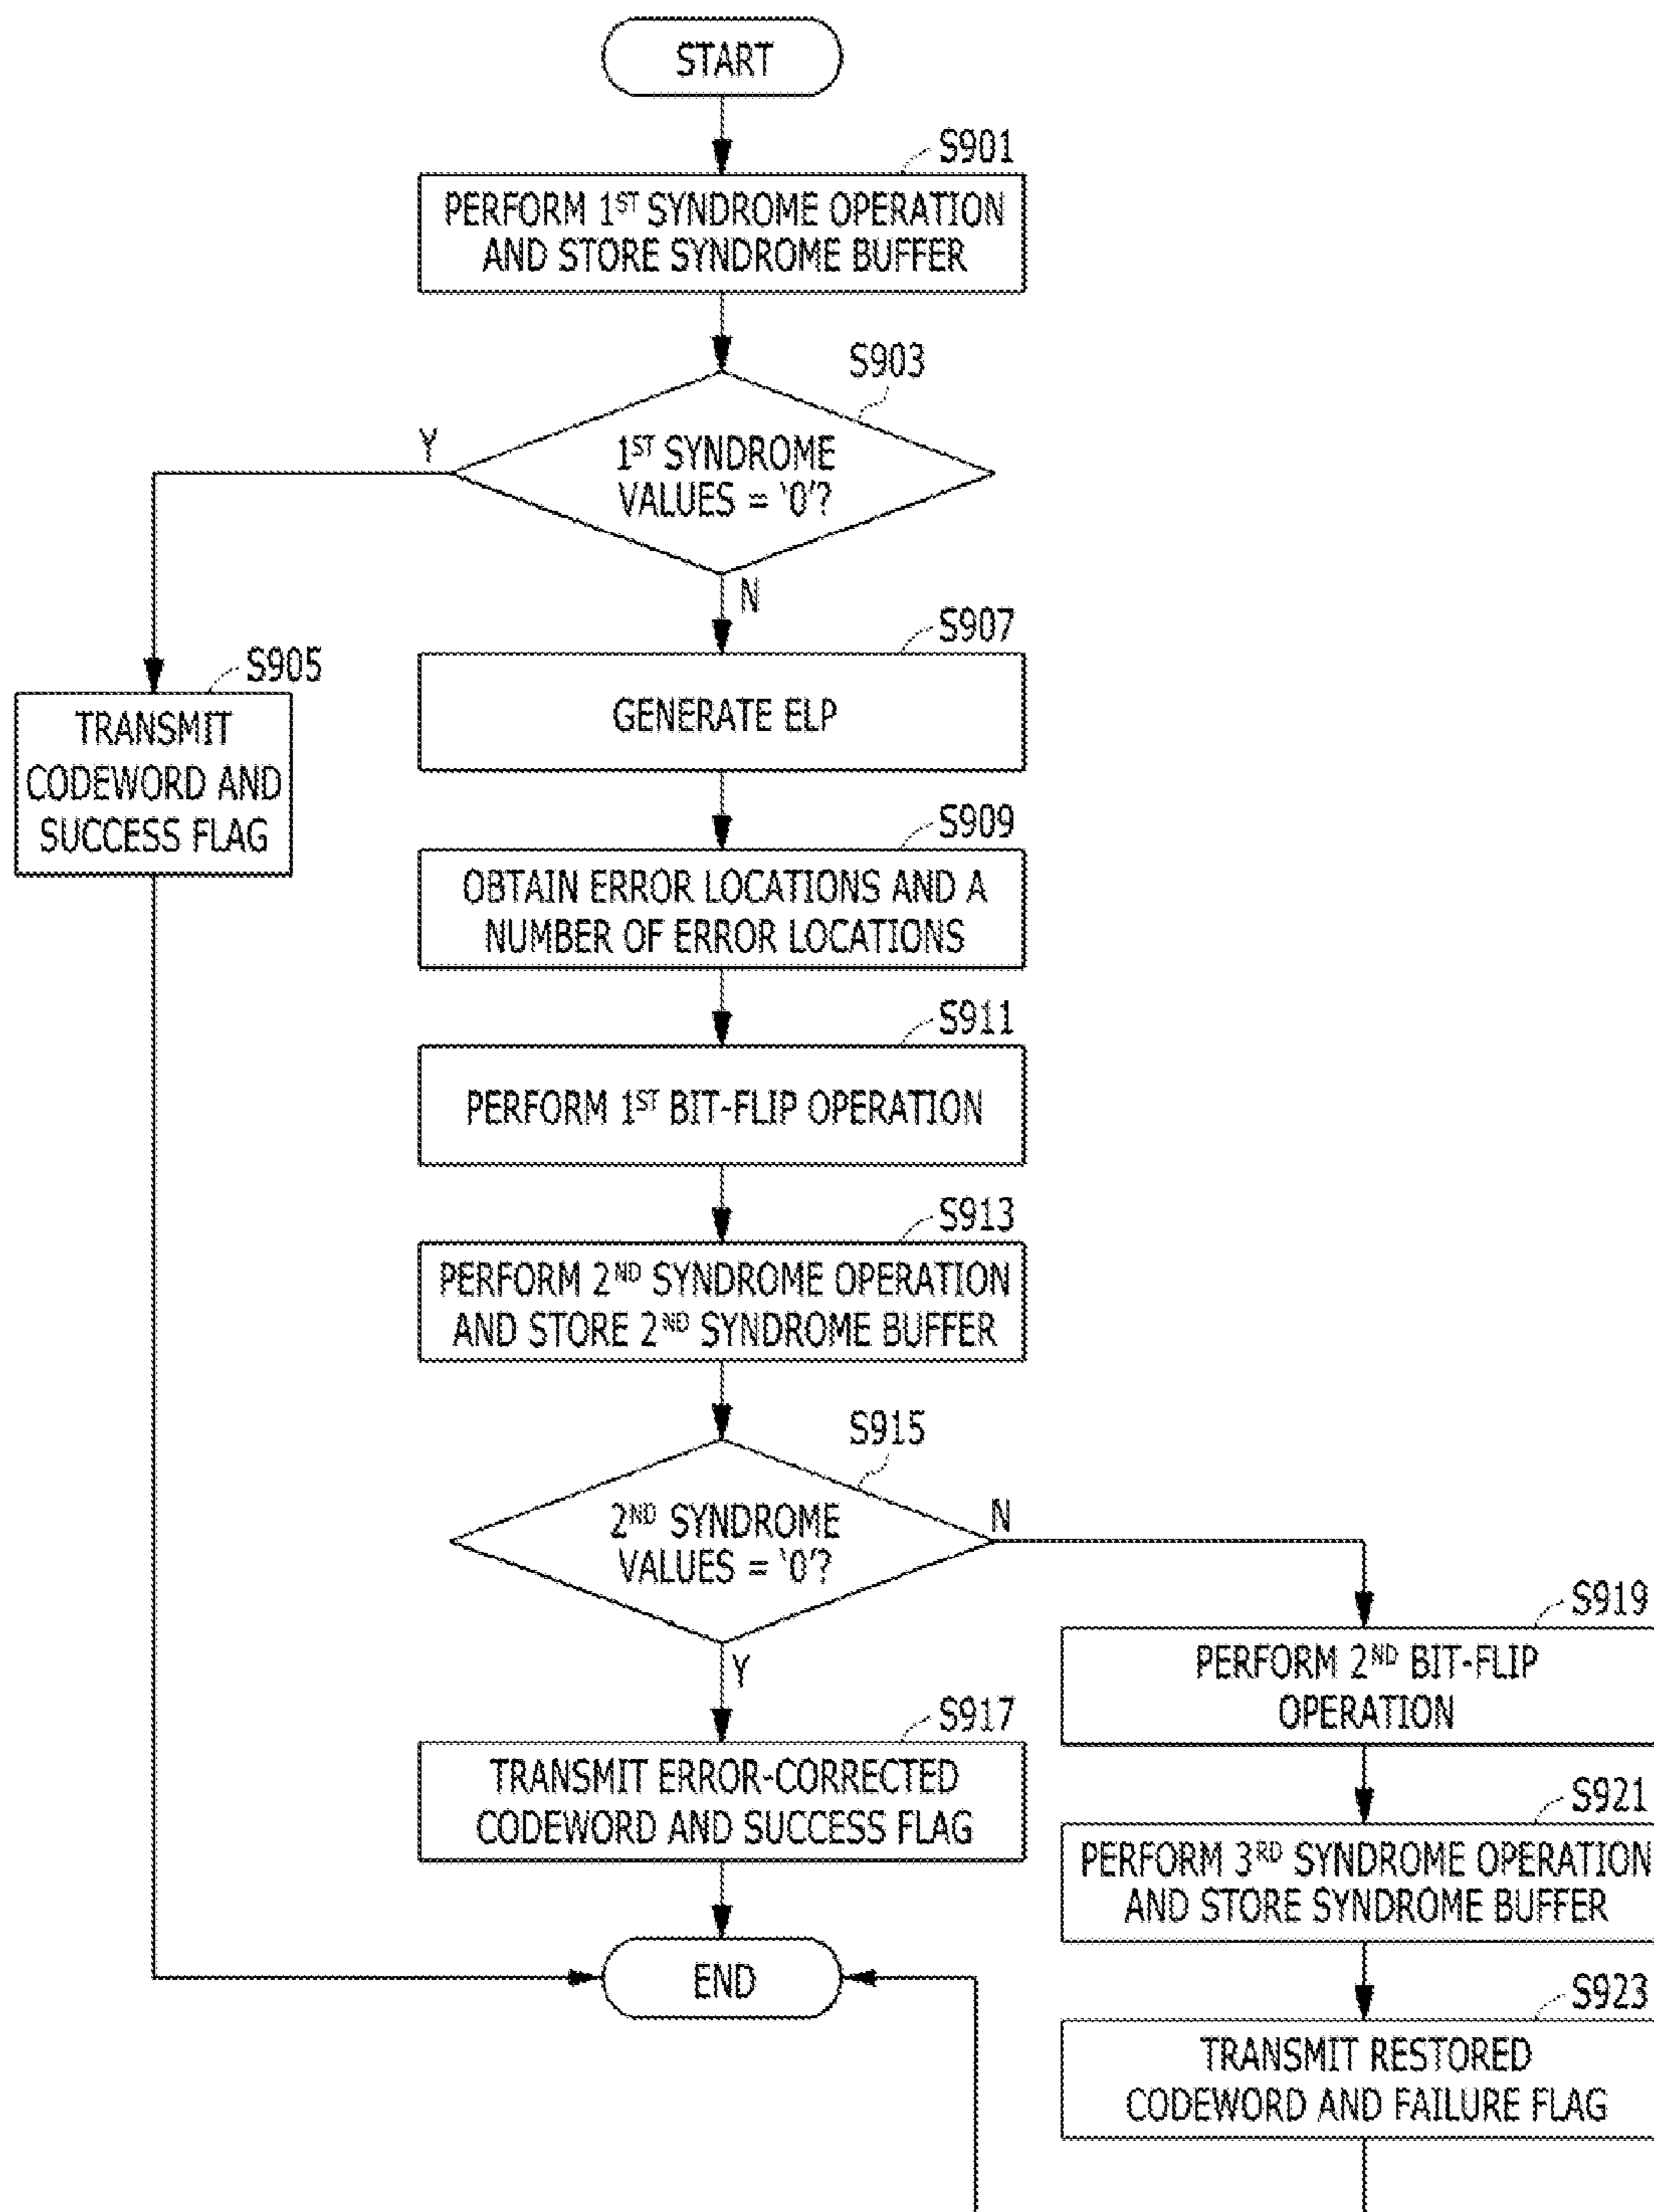 START
S901
PERFORM 1ST SYNDROME OPERATION
AND STORE SYNDROME BUFFER
S903
Y
1ST SYNDROME
VALUES = '0'?
N
S907
GENERATE ELP
S905
TRANSMIT
CODEWORD AND
SUCCESS FLAG
S909
OBTAIN ERROR LOCATIONS AND A
NUMBER OF ERROR LOCATIONS
S911
PERFORM 1ST BIT-FLIP OPERATION
S913
PERFORM 2ND SYNDROME OPERATION
AND STORE 2ND SYNDROME BUFFER
S915
N
2ND SYNDROME
VALUES = '0'?
Y
S919
PERFORM 2ND BIT-FLIP
OPERATION
S917
TRANSMIT ERROR-CORRECTED
CODEWORD AND SUCCESS FLAG
S921
PERFORM 3RD SYNDROME OPERATION
AND STORE SYNDROME BUFFER
END
S923
TRANSMIT RESTORED
CODEWORD AND FAILURE FLAG